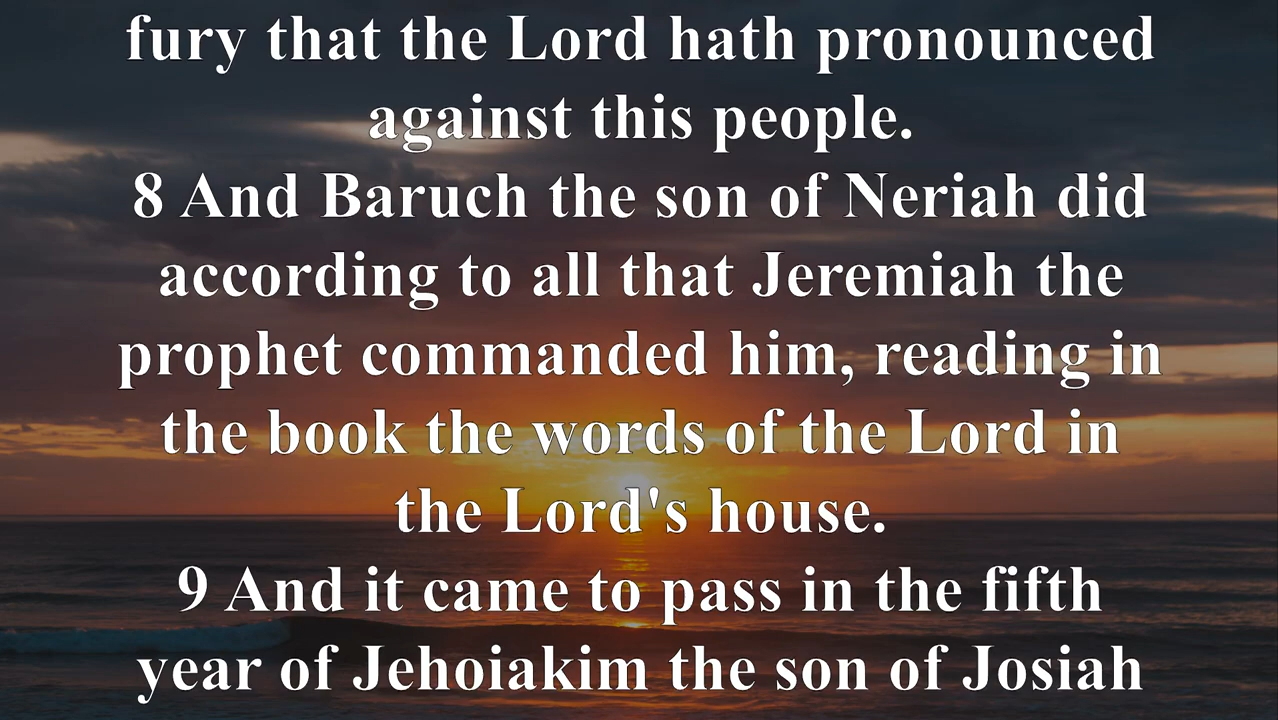 fury that the Lord hath pronounced
against this people.
8 And Baruch the son of Neriah did
according to all that Jeremiah the
prophet commanded him, reading in
the book the words of the Lord in
the Lord's house.
9 And it came to pass in the fifth
year of Jehoiakim the son of Josiah